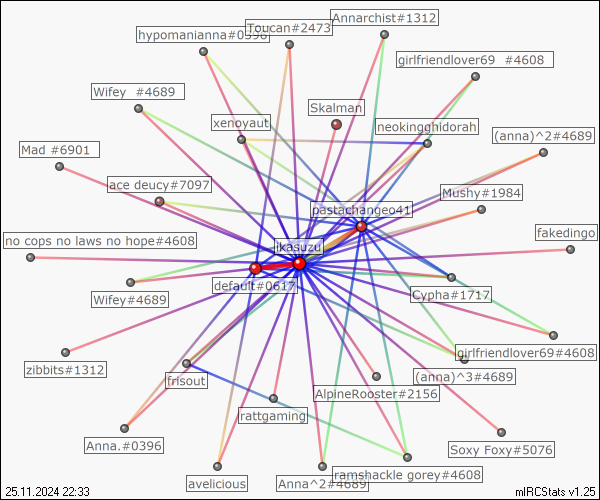 Annarchist#1312
Toucan#2473
hypomanianna#0396
girlfriendlover69 #4608
Wifey #4689
Skalman
xenoyaut
neokingghidorah
(anna)^2#4689
Mad #6901
ace deucy#7097
Mushy#1984
pastachangeo41
fakedingo
no cops no laws no hope#4608
ikasuzu
default#0617
Cypha#1717
Wifey#4689
girlfriendlover69#4608
zibbits#1312
(anna)^3#4689
frisout
AlpineRooster#2156
rattgaming
Anna.#0396
Soxy Foxy#5076
ramshackle gorey#4608
avelicious
Anna^2#4689
25.11.2024 22:33
mIRCStats v1.25